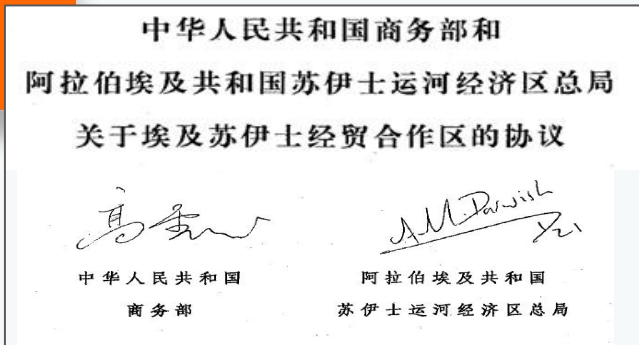 中华人民共和国商务部和
阿拉伯埃及共和国苏伊士运河经济区总局
关于埃及苏伊士经贸合作区的协议
A.M.Darwish
中华人民共和国
商务部
阿拉伯埃及共和国
苏伊士运河经济区总局